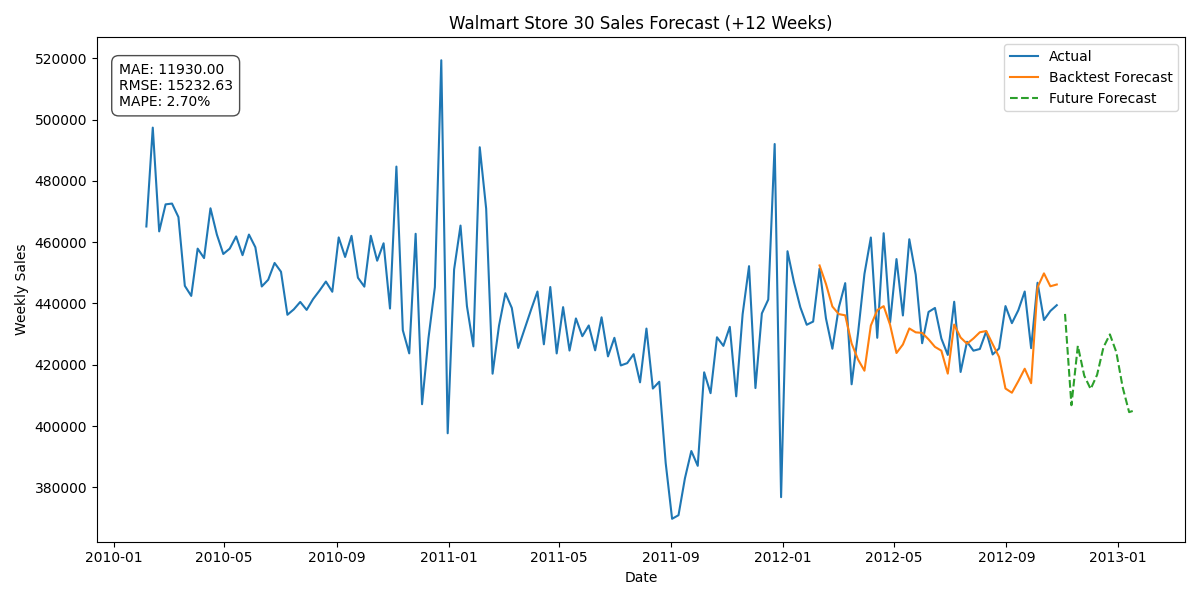 Walmart Store 30 Sales Forecast (+12 Weeks)
MAE: 11930.00
RMSE: 15232.63
MAPE: 2.70%
Actual
Backtest Forecast
Future Forecast
Weekly Sales
520000
500000
480000
460000
440000
420000
400000
380000
2010-01
2010-05
2010-09
2011-01
2011-05
2011-09
2012-01
2012-05
2012-09
2013-01
Date